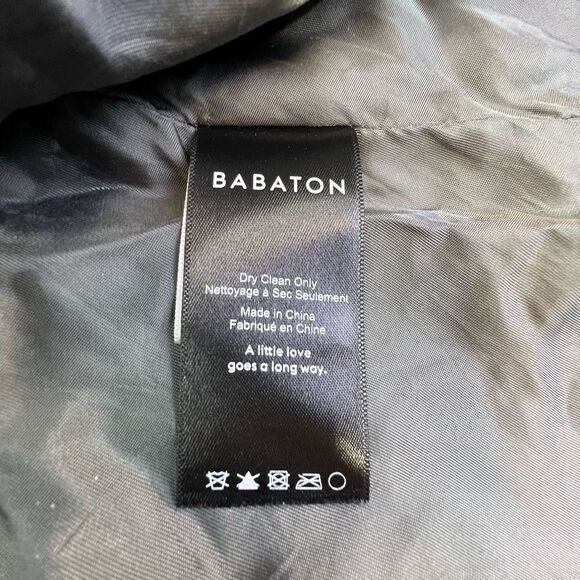 BABATON
Dry Clean Only
Nettoyage à Sec Seulement
Made in China
Fabriqué en Chine
A little love
goes a long way.